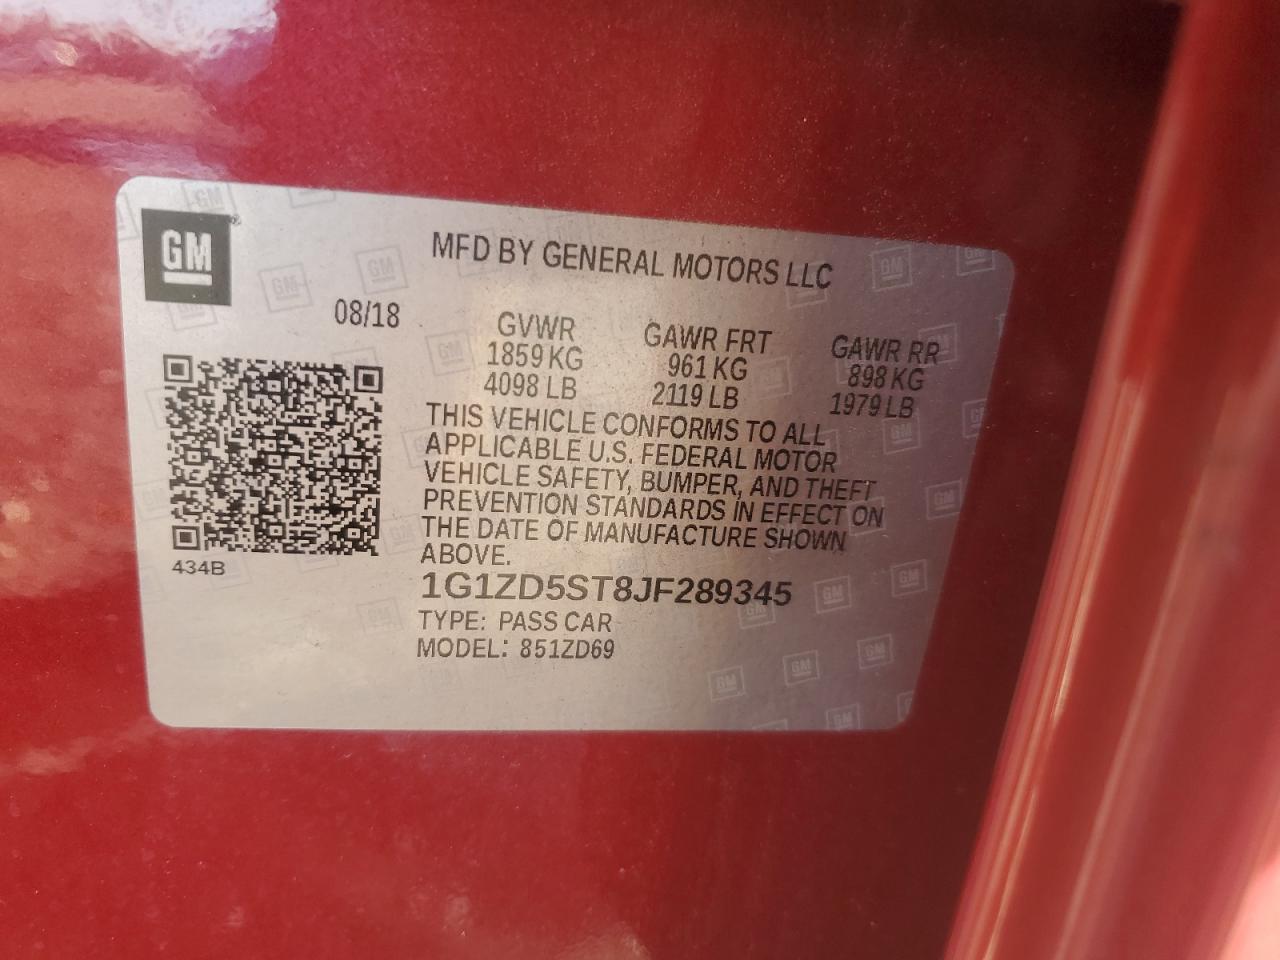 GM
MFD BY GENERAL MOTORS LLC
08/18
GVWR GAWR FRT GAWR RR
1859 KG 961 KG 898 KG
4098 LB 2119 LB 1979 LB
THIS VEHICLE CONFORMS TO ALL
APPLICABLE U.S. FEDERAL MOTOR
VEHICLE SAFETY, BUMPER, AND THEFT
PREVENTION STANDARDS IN EFFECT ON
THE DATE OF MANUFACTURE SHOWN
ABOVE.
434B
1G1ZD5ST8JF289345
TYPE: PASS CAR
MODEL: 851ZD69